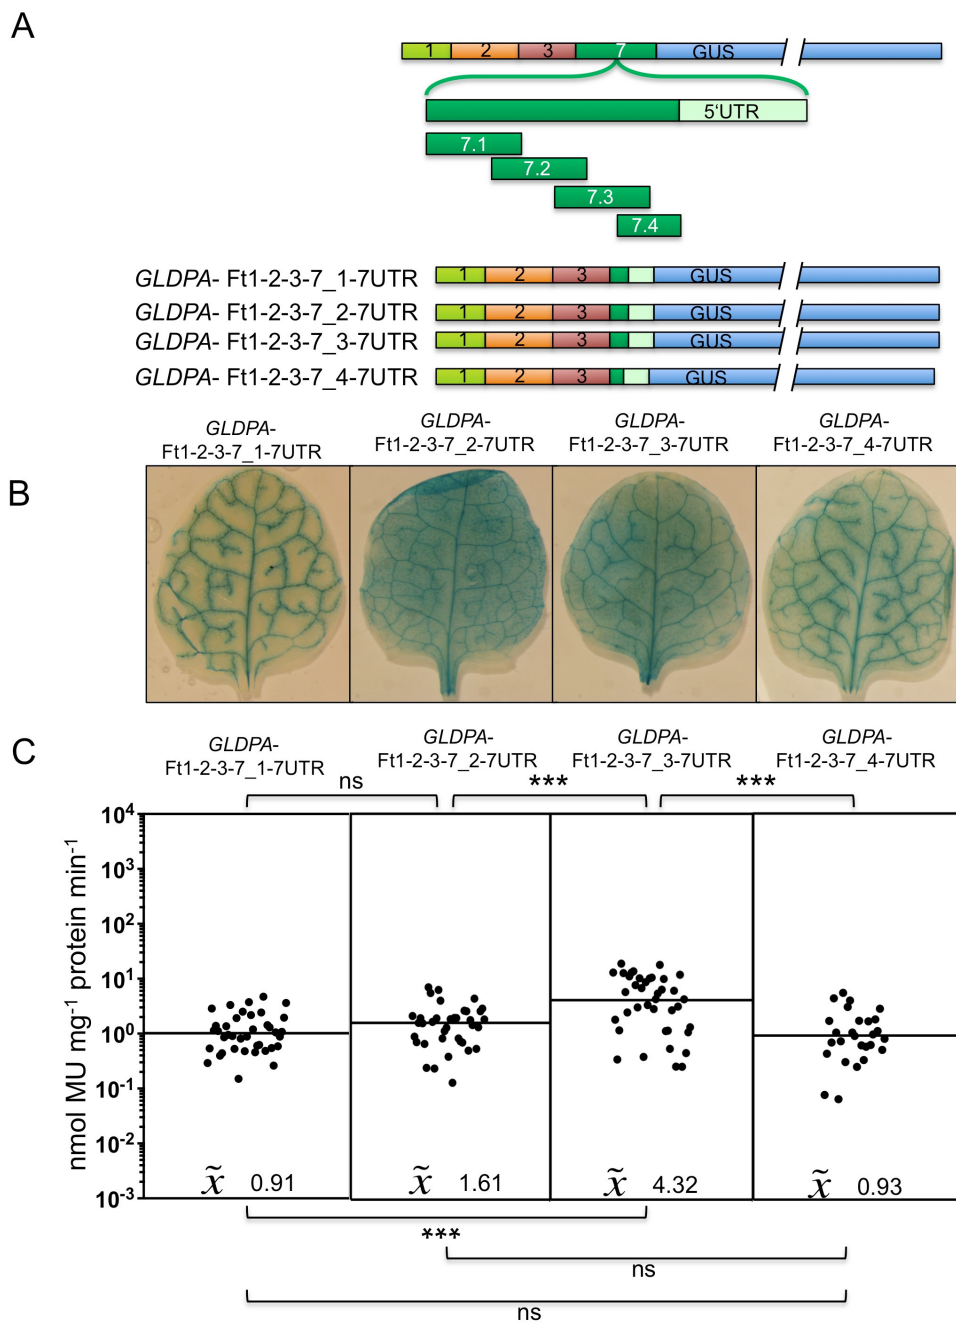 A
1 2 3 7 GUS
5'UTR
7.1
7.2
7.3
7.4
GLDPA- Ft1-2-3-7_1-7UTR 1 2 3 GUS
GLDPA- Ft1-2-3-7_2-7UTR 1 2 3 GUS
GLDPA- Ft1-2-3-7_3-7UTR 1 2 3 GUS
GLDPA- Ft1-2-3-7_4-7UTR 1 2 3 GUS
B
GLDPA-
Ft1-2-3-7_1-7UTR
GLDPA-
Ft1-2-3-7_2-7UTR
GLDPA-
Ft1-2-3-7_3-7UTR
GLDPA-
Ft1-2-3-7_4-7UTR
C
GLDPA-
Ft1-2-3-7_1-7UTR
GLDPA-
Ft1-2-3-7_2-7UTR
GLDPA-
Ft1-2-3-7_3-7UTR
GLDPA-
Ft1-2-3-7_4-7UTR
ns *** ***
nmol MU mg⁻¹ protein min⁻¹
10⁴
10³
10²
10¹
10⁰
10⁻¹
10⁻²
10⁻³
x̃ 0.91
x̃ 1.61
x̃ 4.32
x̃ 0.93
***
ns
ns